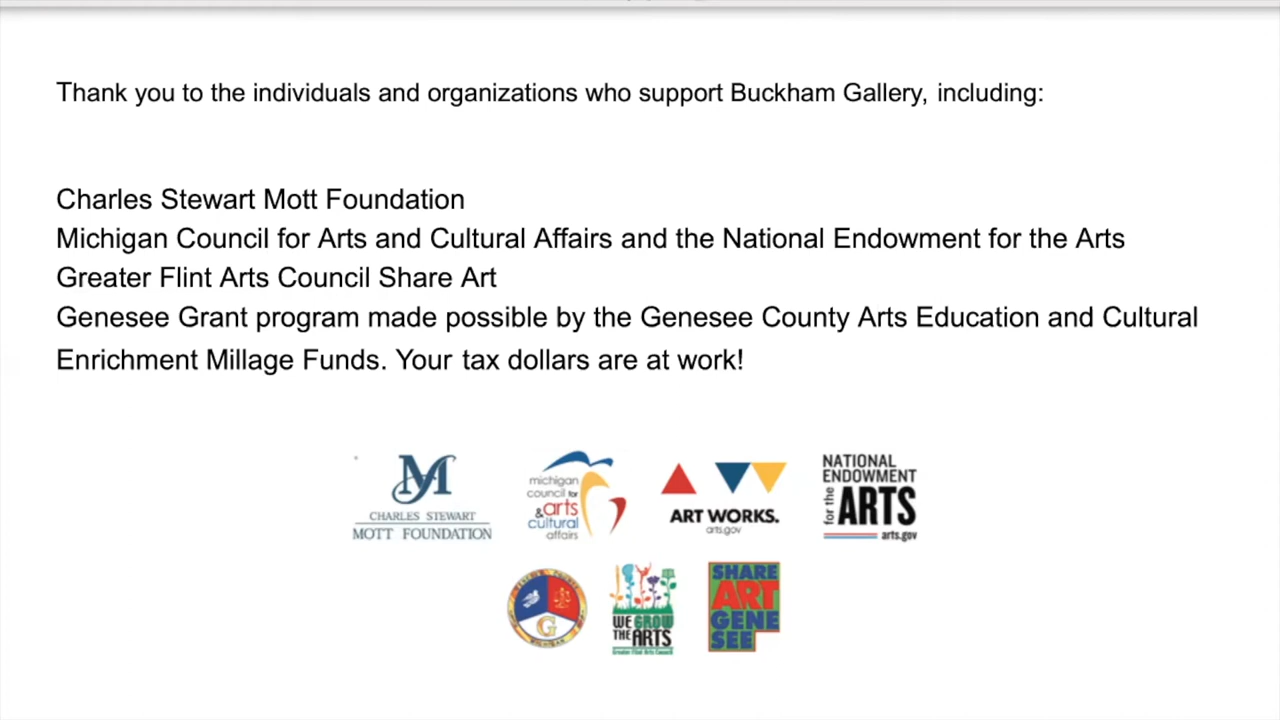 Thank you to the individuals and organizations who support Buckham Gallery, including:
Charles Stewart Mott Foundation
Michigan Council for Arts and Cultural Affairs and the National Endowment for the Arts
Greater Flint Arts Council Share Art
Genesee Grant program made possible by the Genesee County Arts Education and Cultural
Enrichment Millage Funds. Your tax dollars are at work!
M
CHARLES STEWART
MOTT FOUNDATION
michigan
council for
&arts
cultural
affairs
ART WORKS.
arts.gov
NATIONAL
ENDOWMENT
for the
ARTS
arts.gov
G
WE GROW
THE ARTS
Greater Flint Arts Council
SHARE
ART
GENE
SEE